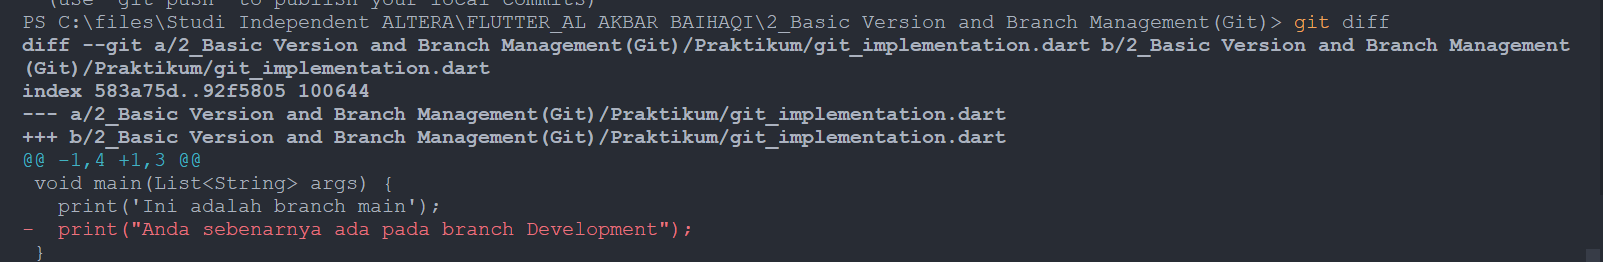 (use "git push" to publish your local commits)
PS C:\files\Studi Independent ALTERA\FLUTTER_AL AKBAR BAIHAQI\2_Basic Version and Branch Management(Git)> git diff
diff --git a/2_Basic Version and Branch Management(Git)/Praktikum/git_implementation.dart b/2_Basic Version and Branch Management
(Git)/Praktikum/git_implementation.dart
index 583a75d..92f5805 100644
--- a/2_Basic Version and Branch Management(Git)/Praktikum/git_implementation.dart
+++ b/2_Basic Version and Branch Management(Git)/Praktikum/git_implementation.dart
@@ -1,4 +1,3 @@
 void main(List<String> args) {
   print('Ini adalah branch main');
-  print("Anda sebenarnya ada pada branch Development");
 }